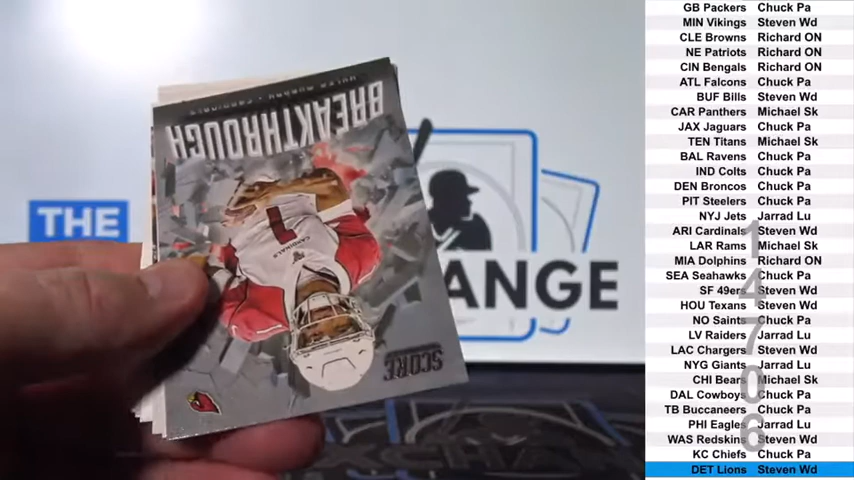 GB Packers Chuck Pa
MIN Vikings Steven Wd
CLE Browns Richard ON
NE Patriots Richard ON
CIN Bengals Richard ON
ATL Falcons Chuck Pa
BUF Bills Steven Wd
CAR Panthers Michael Sk
JAX Jaguars Chuck Pa
TEN Titans Michael Sk
BAL Ravens Chuck Pa
IND Colts Chuck Pa
DEN Broncos Chuck Pa
PIT Steelers Chuck Pa
NYJ Jets Jarrad Lu
ARI Cardinals Steven Wd
LAR Rams Michael Sk
MIA Dolphins Richard ON
SEA Seahawks Chuck Pa
SF 49ers Steven Wd
HOU Texans Steven Wd
NO Saints Chuck Pa
LV Raiders Jarrad Lu
LAC Chargers Steven Wd
NYG Giants Jarrad Lu
CHI Bears Michael Sk
DAL Cowboys Chuck Pa
TB Buccaneers Chuck Pa
PHI Eagles Jarrad Lu
WAS Redskins Steven Wd
KC Chiefs Chuck Pa
DET Lions Steven Wd
14706
BREAKTHROUGH
CARDINALS
1
SCORE
THE
ANGE